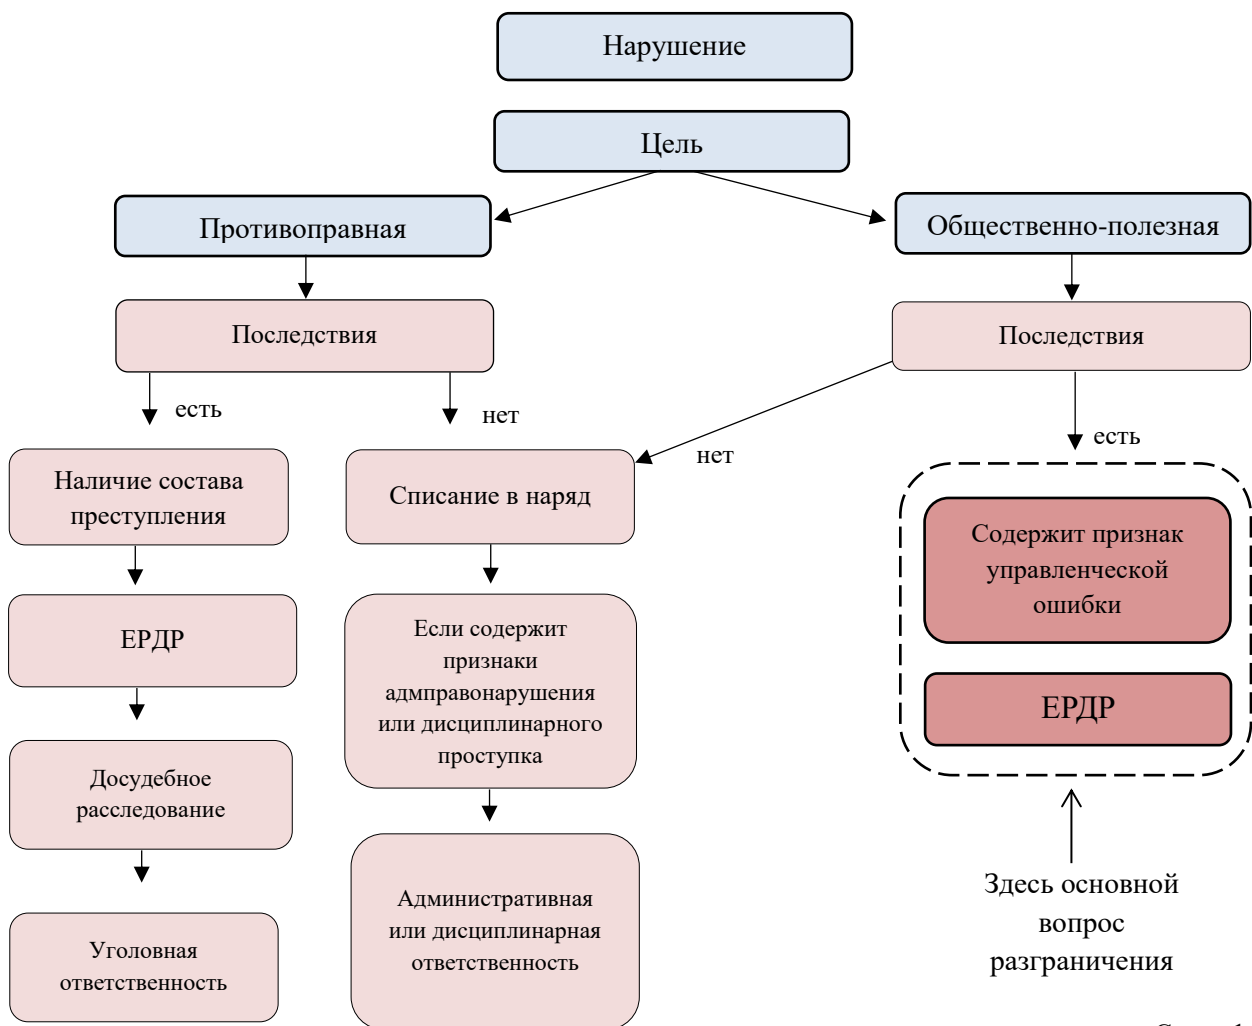 Нарушение
Цель
Противоправная
Общественно-полезная
Последствия
Последствия
есть
нет
нет
есть
Наличие состава
преступления
Списание в наряд
Содержит признак
управленческой
ошибки
ЕРДР
Если содержит
признаки
адмправонарушения
или дисциплинарного
проступка
ЕРДР
Досудебное
расследование
Административная
или дисциплинарная
ответственность
Здесь основной
вопрос
разграничения
Уголовная
ответственность